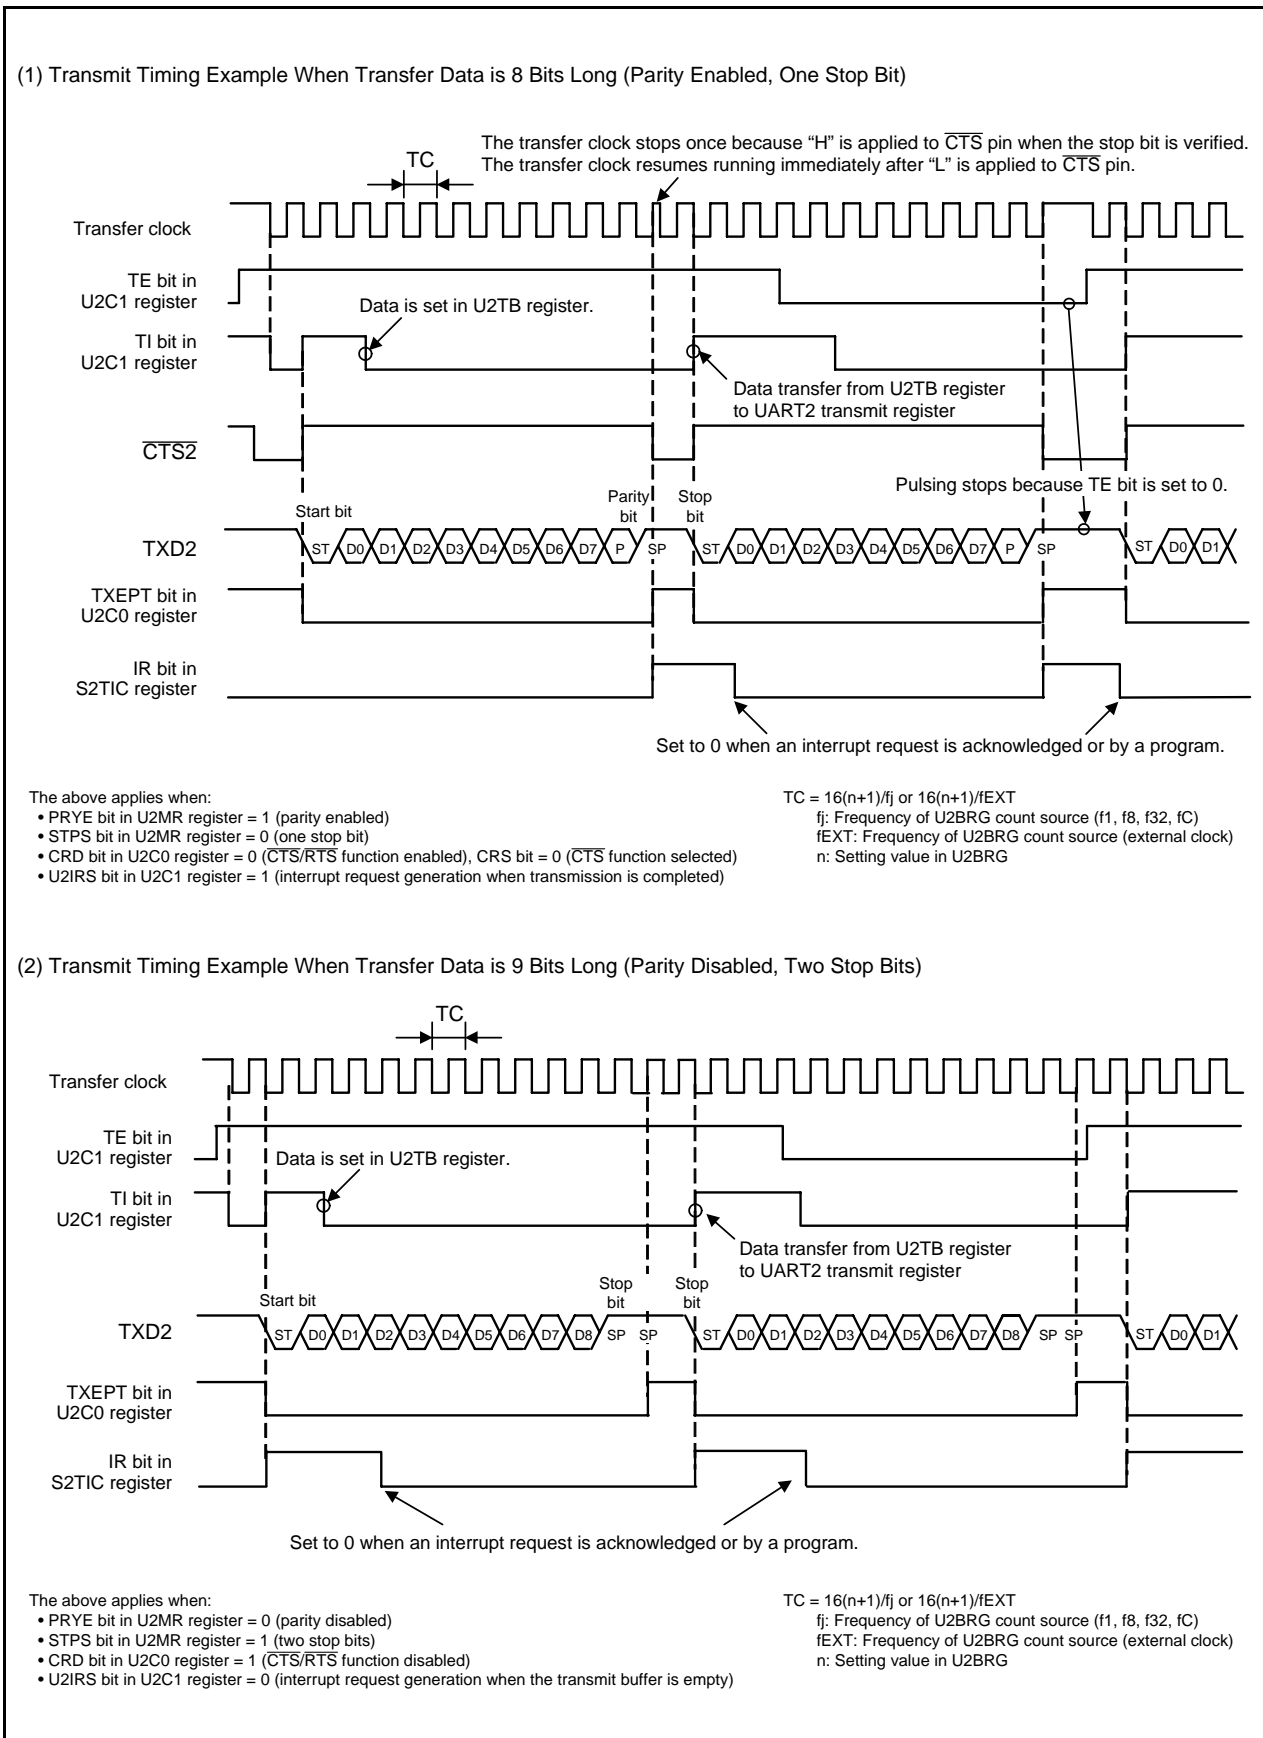 (1) Transmit Timing Example When Transfer Data is 8 Bits Long (Parity Enabled, One Stop Bit)
The transfer clock stops once because “H” is applied to CTS pin when the stop bit is verified.
The transfer clock resumes running immediately after “L” is applied to CTS pin.
TC
Transfer clock
TE bit in
U2C1 register
Data is set in U2TB register.
TI bit in
U2C1 register
Data transfer from U2TB register
to UART2 transmit register
CTS2
Pulsing stops because TE bit is set to 0.
Start bit
Parity
bit
Stop
bit
TXD2
ST D0 D1 D2 D3 D4 D5 D6 D7 P SP ST D0 D1 D2 D3 D4 D5 D6 D7 P SP ST D0 D1
TXEPT bit in
U2C0 register
IR bit in
S2TIC register
Set to 0 when an interrupt request is acknowledged or by a program.
The above applies when:
• PRYE bit in U2MR register = 1 (parity enabled)
• STPS bit in U2MR register = 0 (one stop bit)
• CRD bit in U2C0 register = 0 (CTS/RTS function enabled), CRS bit = 0 (CTS function selected)
• U2IRS bit in U2C1 register = 1 (interrupt request generation when transmission is completed)
TC = 16(n+1)/fj or 16(n+1)/fEXT
fj: Frequency of U2BRG count source (f1, f8, f32, fC)
fEXT: Frequency of U2BRG count source (external clock)
n: Setting value in U2BRG
(2) Transmit Timing Example When Transfer Data is 9 Bits Long (Parity Disabled, Two Stop Bits)
TC
Transfer clock
TE bit in
U2C1 register
Data is set in U2TB register.
TI bit in
U2C1 register
Data transfer from U2TB register
to UART2 transmit register
Start bit
Stop
bit
Stop
bit
TXD2
ST D0 D1 D2 D3 D4 D5 D6 D7 D8 SP SP ST D0 D1 D2 D3 D4 D5 D6 D7 D8 SP SP ST D0 D1
TXEPT bit in
U2C0 register
IR bit in
S2TIC register
Set to 0 when an interrupt request is acknowledged or by a program.
The above applies when:
• PRYE bit in U2MR register = 0 (parity disabled)
• STPS bit in U2MR register = 1 (two stop bits)
• CRD bit in U2C0 register = 1 (CTS/RTS function disabled)
• U2IRS bit in U2C1 register = 0 (interrupt request generation when the transmit buffer is empty)
TC = 16(n+1)/fj or 16(n+1)/fEXT
fj: Frequency of U2BRG count source (f1, f8, f32, fC)
fEXT: Frequency of U2BRG count source (external clock)
n: Setting value in U2BRG